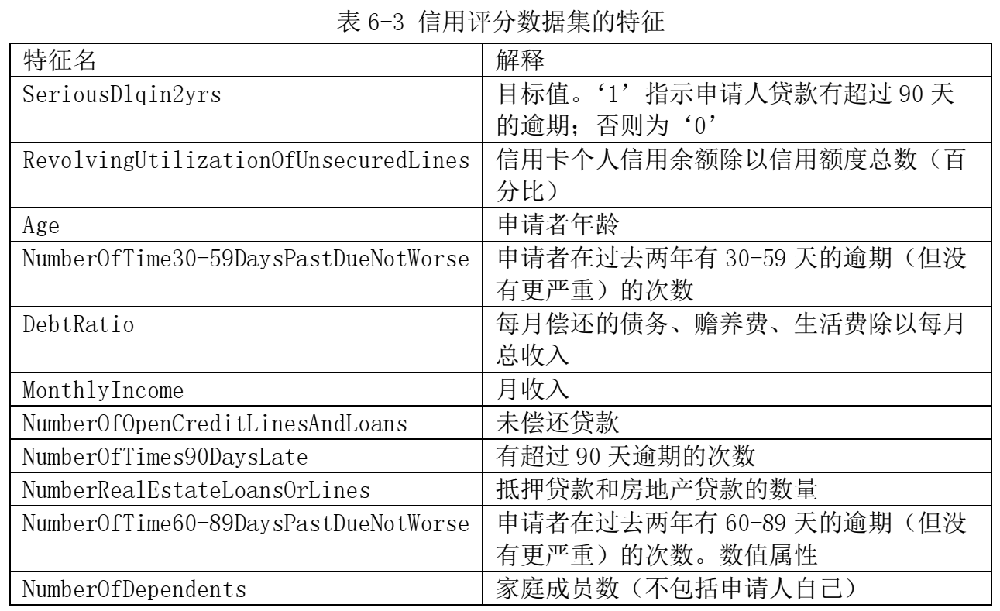 表 6-3 信用评分数据集的特征
特征名
解释
SeriousDlqin2yrs
目标值。‘1’指示申请人贷款有超过 90 天
的逾期；否则为‘0’
RevolvingUtilizationOfUnsecuredLines
信用卡个人信用余额除以信用额度总数（百
分比）
Age
申请者年龄
NumberOfTime30-59DaysPastDueNotWorse
申请者在过去两年有 30-59 天的逾期（但没
有更严重）的次数
DebtRatio
每月偿还的债务、赡养费、生活费除以每月
总收入
MonthlyIncome
月收入
NumberOfOpenCreditLinesAndLoans
未偿还贷款
NumberOfTimes90DaysLate
有超过 90 天逾期的次数
NumberRealEstateLoansOrLines
抵押贷款和房地产贷款的数量
NumberOfTime60-89DaysPastDueNotWorse
申请者在过去两年有 60-89 天的逾期（但没
有更严重）的次数。数值属性
NumberOfDependents
家庭成员数（不包括申请人自己）